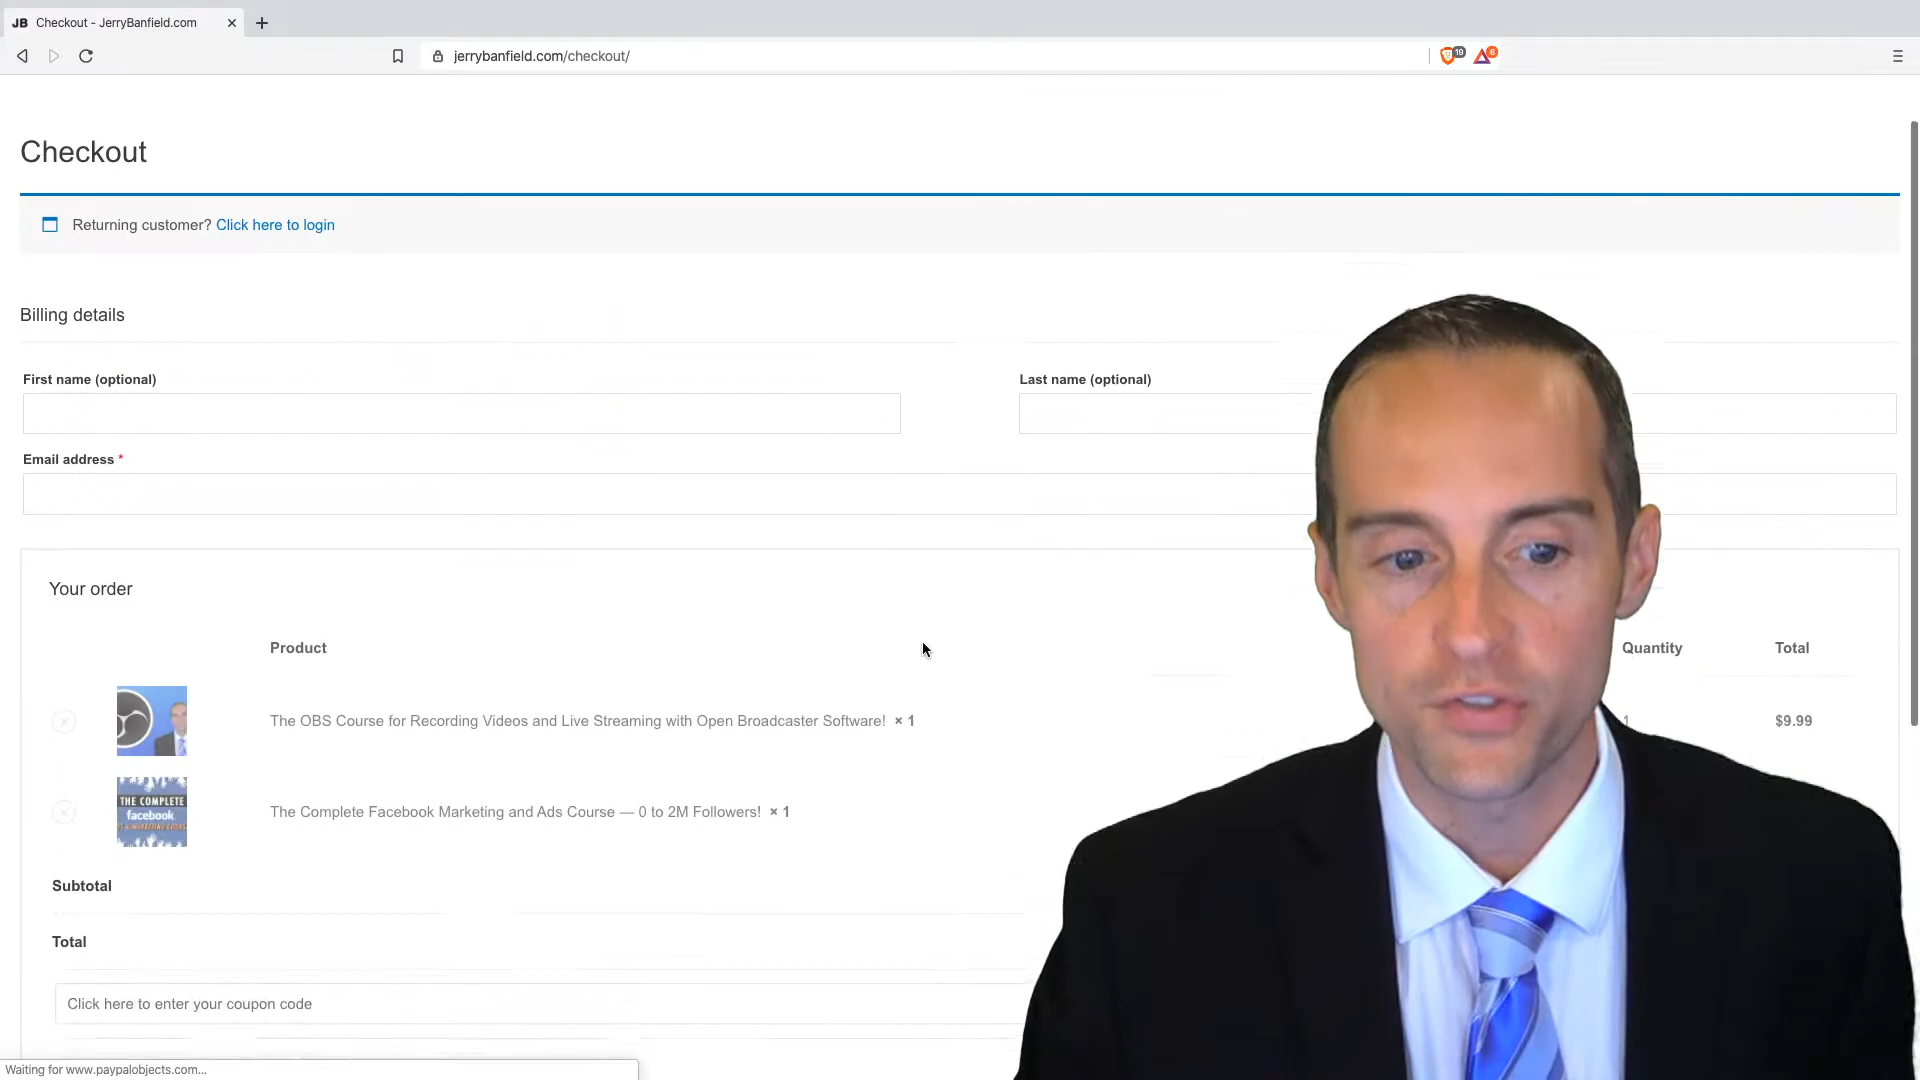 JB Checkout - JerryBanfield.com
jerrybanfield.com/checkout/
19
6
Checkout
Returning customer? Click here to login
Billing details
First name (optional)
Last name (optional)
Email address *
Your order
Product
Quantity
Total
The OBS Course for Recording Videos and Live Streaming with Open Broadcaster Software! × 1
1
$9.99
THE COMPLETE
facebook
The Complete Facebook Marketing and Ads Course — 0 to 2M Followers! × 1
Subtotal
Total
Click here to enter your coupon code
Waiting for www.paypalobjects.com...